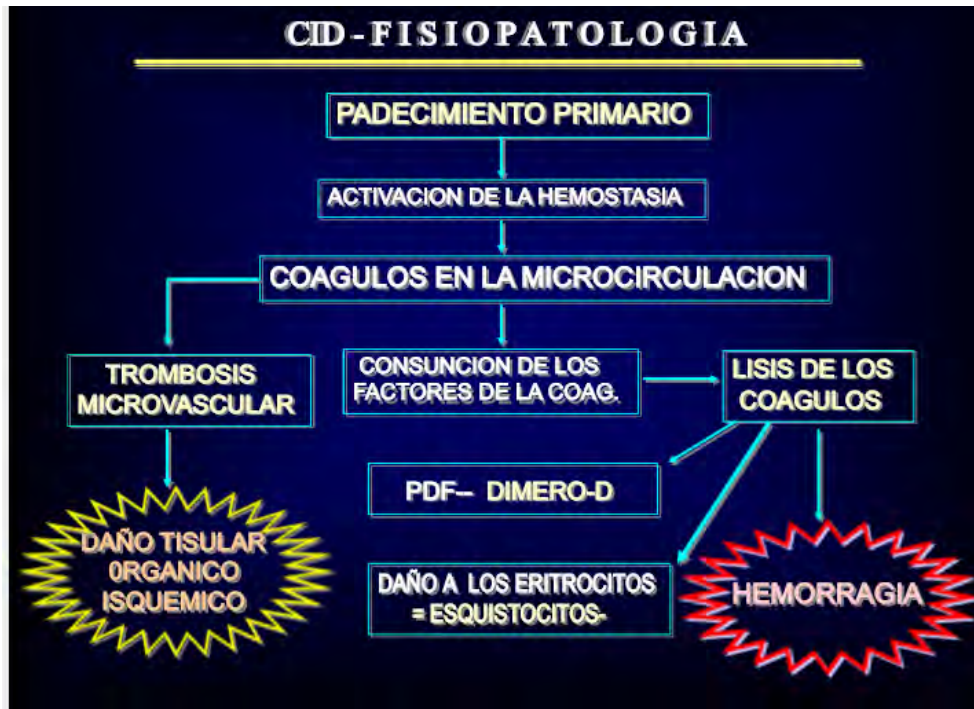 CID-FISIOPATOLOGIA
PADECIMIENTO PRIMARIO
ACTIVACION DE LA HEMOSTASIA
COAGULOS EN LA MICROCIRCULACION
TROMBOSIS
MICROVASCULAR
CONSUNCION DE LOS
FACTORES DE LA COAG.
LISIS DE LOS
COAGULOS
PDF-- DIMERO-D
DAÑO TISULAR
0RGANICO
ISQUEMICO
DAÑO A LOS ERITROCITOS
= ESQUISTOCITOS-
HEMORRAGIA